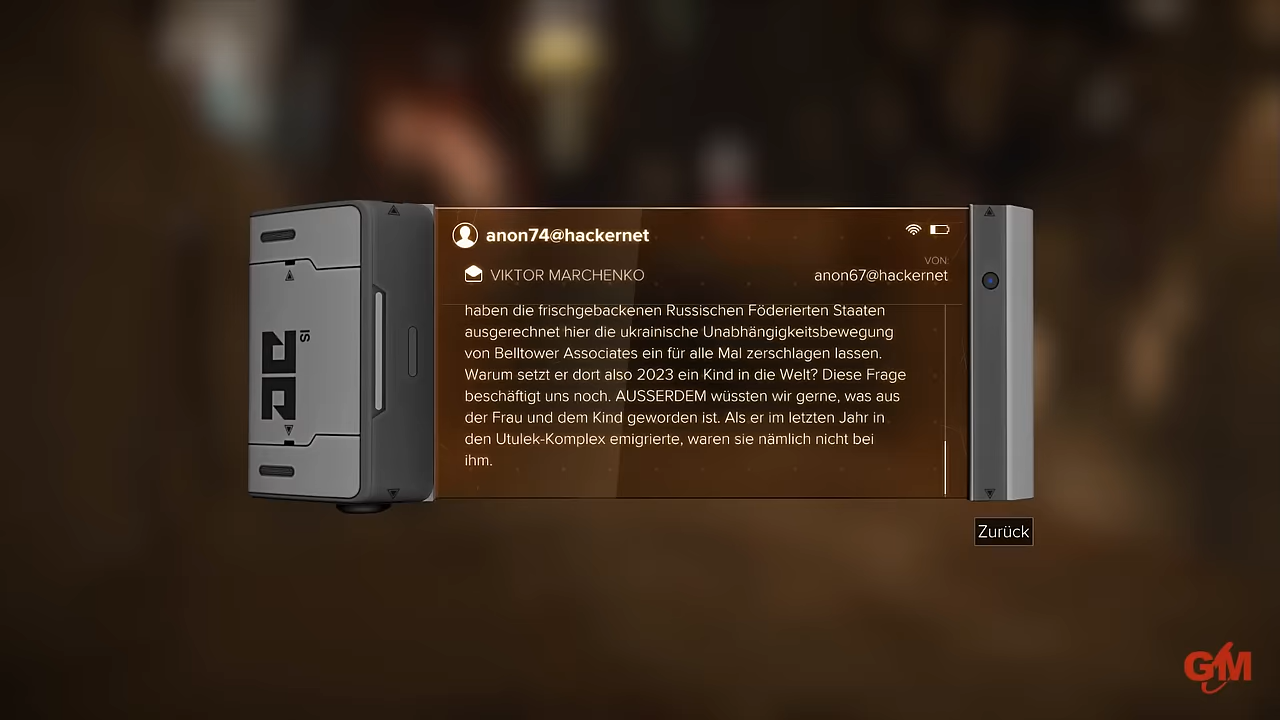 anon74@hackernet
VON:
VIKTOR MARCHENKO
anon67@hackernet
haben die frischgebackenen Russischen Föderierten Staaten
ausgerechnet hier die ukrainische Unabhängigkeitsbewegung
von Belltower Associates ein für alle Mal zerschlagen lassen.
Warum setzt er dort also 2023 ein Kind in die Welt? Diese Frage
beschäftigt uns noch. AUSSERDEM wüssten wir gerne, was aus
der Frau und dem Kind geworden ist. Als er im letzten Jahr in
den Utulek-Komplex emigrierte, waren sie nämlich nicht bei
ihm.
Zurück
GM